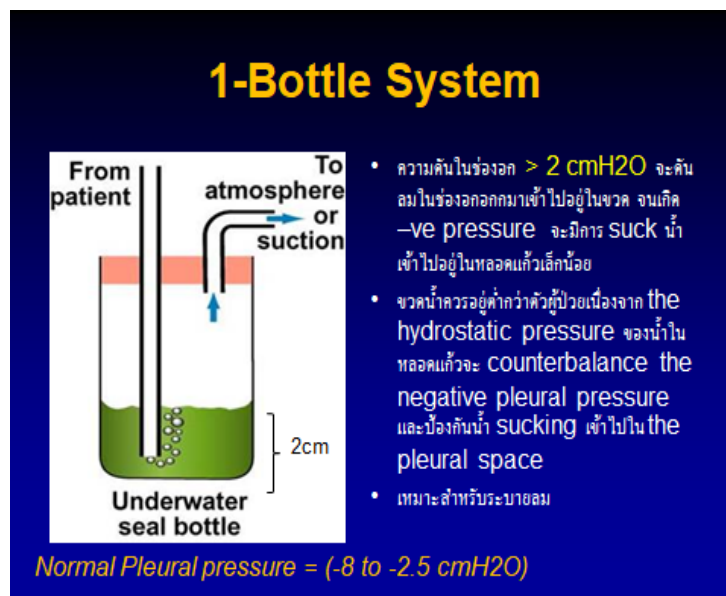 1-Bottle System
From
patient
To
atmosphere
or
suction
2cm
Underwater
seal bottle
• ความดันในช่องอก > 2 cmH2O จะดัน
ลมในช่องอกอกกมาเข้าไปอยู่ในขวด จนเกิด
–ve pressure จะมีการ suck น้ำ
เข้าไปอยู่ในหลอดแก้วเล็กน้อย
• ขวดน้ำควรอยู่ต่ำกว่าตัวผู้ป่วยเนื่องจาก the
hydrostatic pressure ของน้ำใน
หลอดแก้วจะ counterbalance the
negative pleural pressure
และป้องกันน้ำ sucking เข้าไปใน the
pleural space
• เหมาะสำหรับระบายลม
Normal Pleural pressure = (-8 to -2.5 cmH2O)